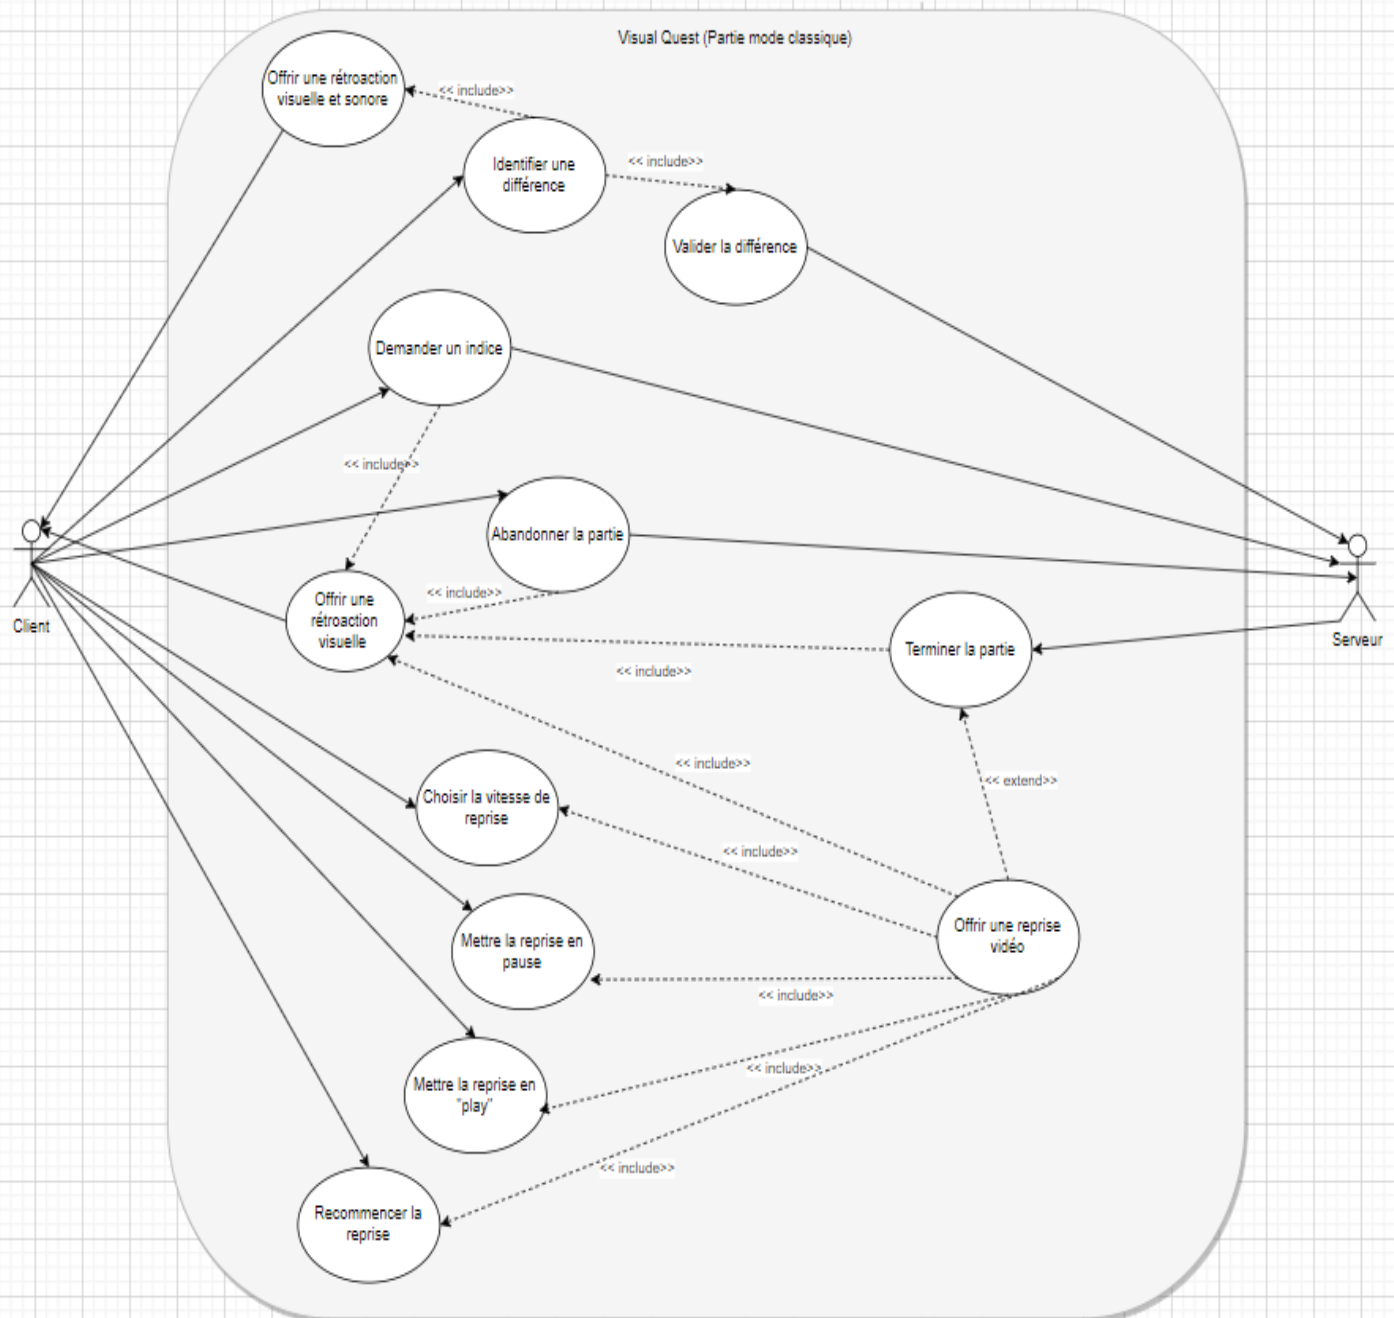 Visual Quest (Partie mode classique)
Offrir une rétroaction
visuelle et sonore
<< include>>
Identifier une
différence
<< include>>
Valider la différence
Demander un indice
<< include>>
Abandonner la partie
<< include>>
Offrir une
rétroaction
visuelle
Client
Terminer la partie
Serveur
<< include>>
<< include>>
<< extend>>
Choisir la vitesse de
reprise
<< include>>
Offrir une reprise
vidéo
Mettre la reprise en
pause
<< include>>
<< include>>
Mettre la reprise en
"play"
<< include>>
Recommencer la
reprise